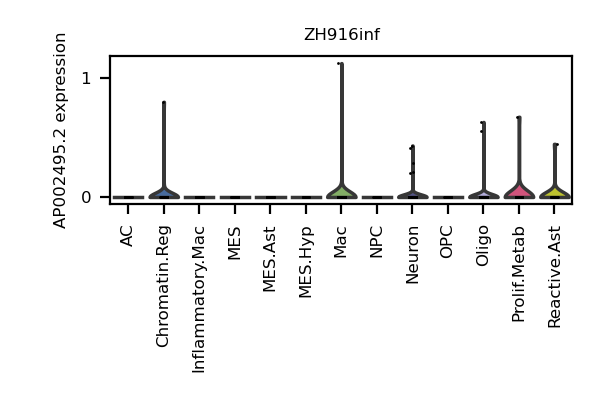 ZH916inf
AP002495.2 expression
1
0
AC
Chromatin.Reg
Inflammatory.Mac
MES
MES.Ast
MES.Hyp
Mac
NPC
Neuron
OPC
Oligo
Prolif.Metab
Reactive.Ast